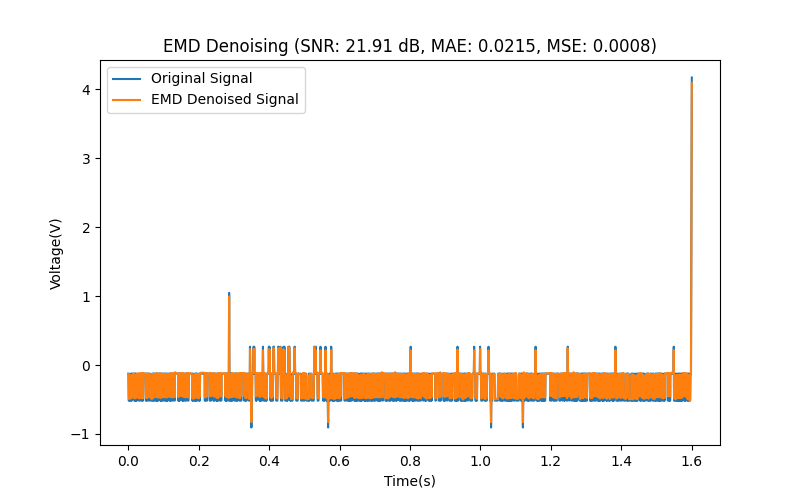 EMD Denoising (SNR: 21.91 dB, MAE: 0.0215, MSE: 0.0008)
Original Signal
EMD Denoised Signal
Voltage(V)
4
3
2
1
0
−1
0.0 0.2 0.4 0.6 0.8 1.0 1.2 1.4 1.6
Time(s)